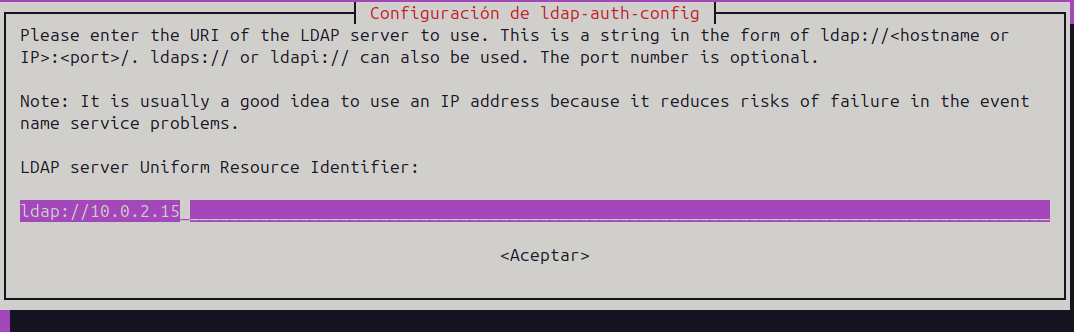 Configuración de ldap-auth-config
Please enter the URI of the LDAP server to use. This is a string in the form of ldap://<hostname or
IP>:<port>/. ldaps:// or ldapi:// can also be used. The port number is optional.
Note: It is usually a good idea to use an IP address because it reduces risks of failure in the event
name service problems.
LDAP server Uniform Resource Identifier:
ldap://10.0.2.15
<Aceptar>